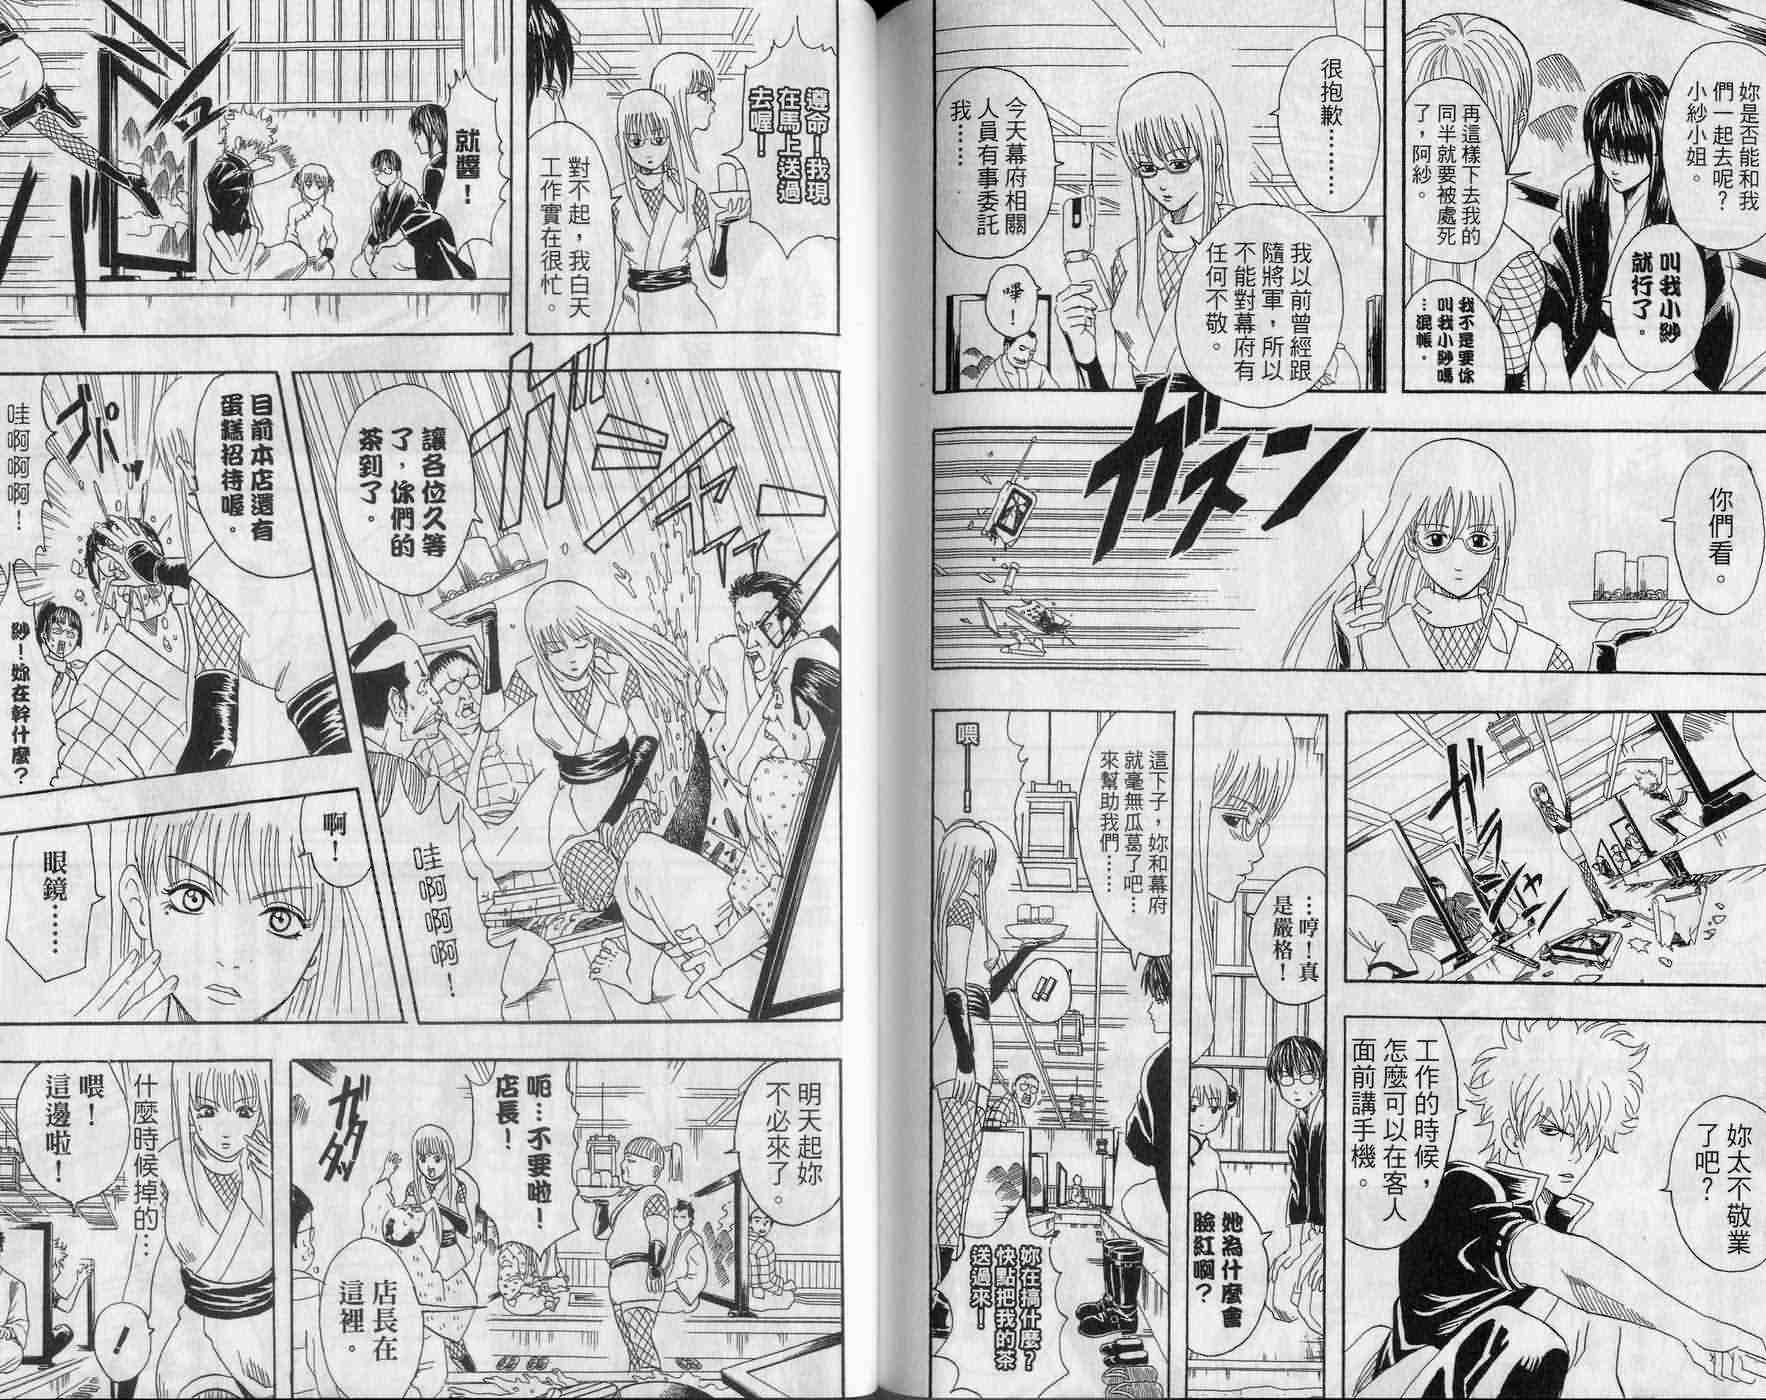 妳是否能和我
們一起去呢？
小紗小姐。
再這樣下去我的
同半就要被處死
了，阿紗。
叫我小紗
就行了。
我不是要你
叫我小紗嗎
…混帳。
很抱歉………
今天幕府相關
人員有事委託
我……
我以前曾經跟
隨將軍，所以
不能對幕府有
任何不敬。
嗶！
你們看。
ガスン
妳太不敬業
了吧？
工作的時候，
怎麼可以在客人
面前講手機。
…哼！真
是嚴格！
她為什麼會
臉紅啊？
這下子，妳和幕府
就毫無瓜葛了吧…
來幫助我們……
喂—！
!!
妳在搞什麼？
快點把我的茶
送過來！
遵命！我現
在馬上送過
去喔！
對不起，我白天
工作實在很忙。
就醬！
讓各位久等
了，你們的
茶到了。
哇啊啊啊！
目前本店還有
蛋糕招待喔。
哇啊啊啊！
紗！妳在幹什麼？
啊！
眼鏡……
明天起妳
不必來了。
呃…不要啦！
店長！
店長在
這裡。
ガタタッ
什麼時候掉的…
喂！
這邊啦！
！